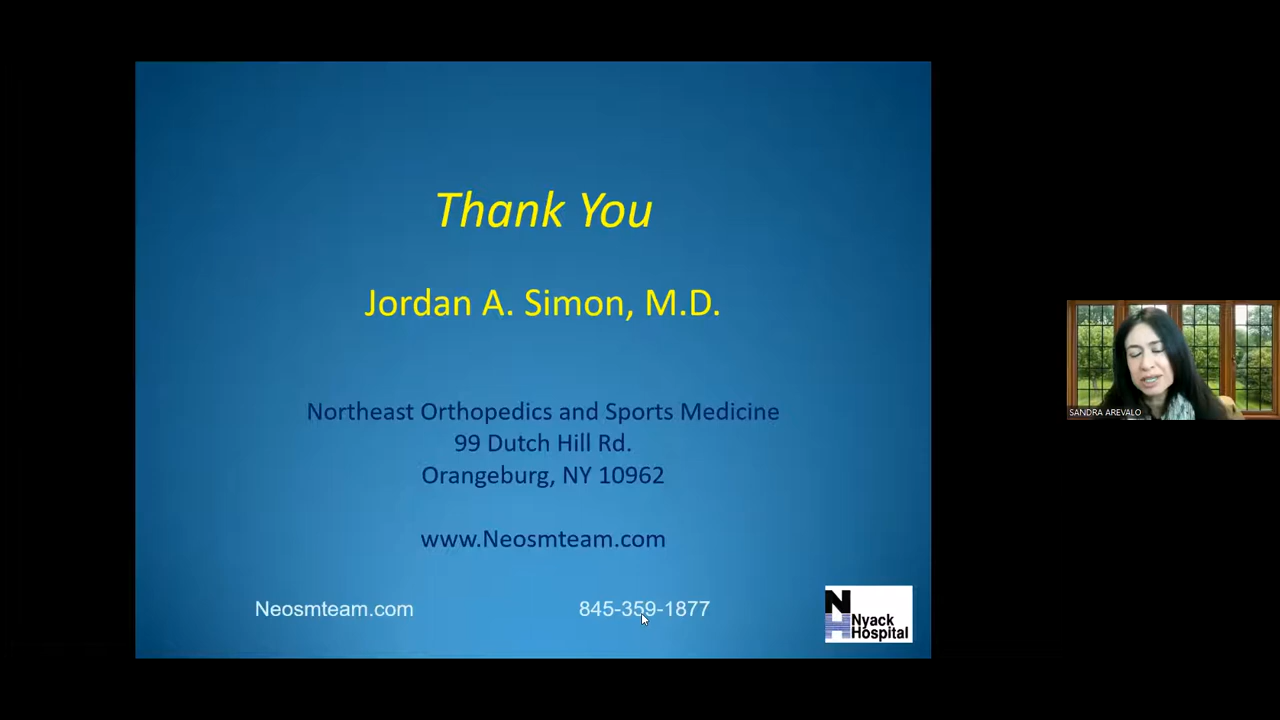 Thank You
Jordan A. Simon, M.D.
Northeast Orthopedics and Sports Medicine
99 Dutch Hill Rd.
Orangeburg, NY 10962
www.Neosmteam.com
Neosmteam.com
845-359-1877
N
H
Nyack
Hospital
SANDRA AREVALO